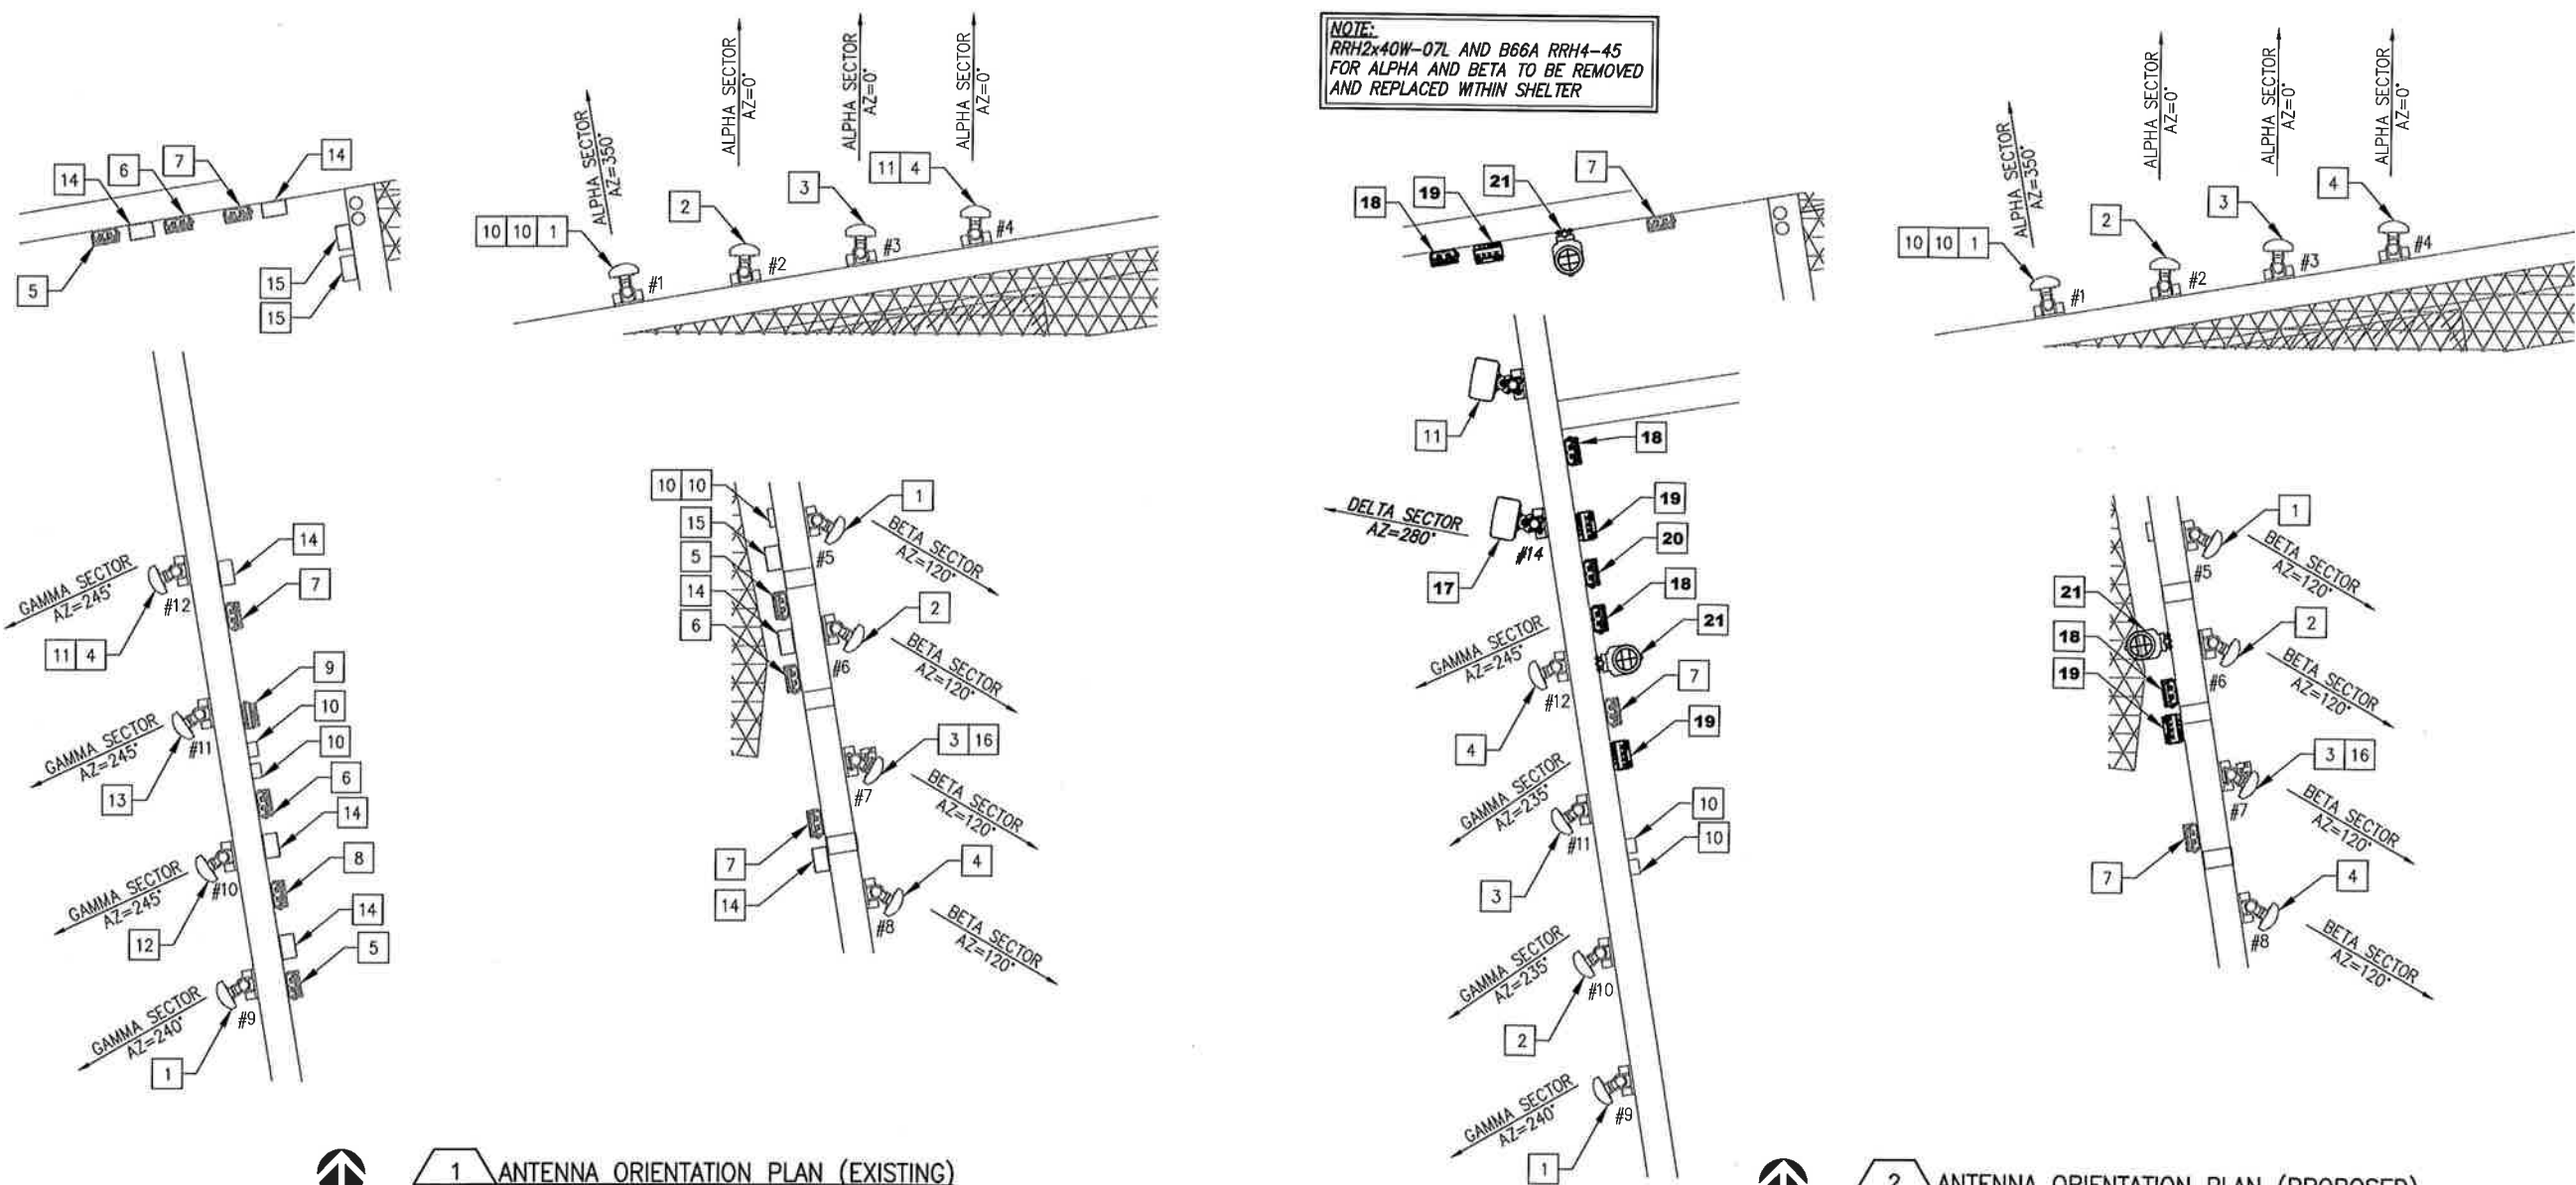 ALPHA SECTOR
AZ=350°
ALPHA SECTOR
AZ=0°
ALPHA SECTOR
AZ=0°
ALPHA SECTOR
AZ=0°
14
6
7
14
5
15
15
10 10 1
2
3
11 4
#1
#2
#3
#4
GAMMA SECTOR
AZ=245°
#12
11 4
14
7
9
10
10
GAMMA SECTOR
AZ=245°
#11
13
6
14
8
GAMMA SECTOR
AZ=245°
#10
12
14
5
GAMMA SECTOR
AZ=240°
#9
1
10 10
15
5
14
6
1
#5
BETA SECTOR
AZ=120°
2
#6
BETA SECTOR
AZ=120°
3 16
#7
BETA SECTOR
AZ=120°
7
14
4
#8
BETA SECTOR
AZ=120°
1 ANTENNA ORIENTATION PLAN (EXISTING)
NOTE:
RRH2x40W-07L AND B66A RRH4-45
FOR ALPHA AND BETA TO BE REMOVED
AND REPLACED WITHIN SHELTER
18
19
21
7
ALPHA SECTOR
AZ=350°
ALPHA SECTOR
AZ=0°
ALPHA SECTOR
AZ=0°
ALPHA SECTOR
AZ=0°
10 10 1
2
3
4
#1
#2
#3
#4
11
18
DELTA SECTOR
AZ=280°
#14
17
19
20
18
21
GAMMA SECTOR
AZ=245°
#12
4
7
19
GAMMA SECTOR
AZ=235°
#11
3
10
10
GAMMA SECTOR
AZ=235°
#10
2
GAMMA SECTOR
AZ=240°
#9
1
1
#5
BETA SECTOR
AZ=120°
21
18
19
2
#6
BETA SECTOR
AZ=120°
3 16
#7
BETA SECTOR
AZ=120°
7
4
#8
BETA SECTOR
AZ=120°
2 ANTENNA ORIENTATION PLAN (PROPOSED)